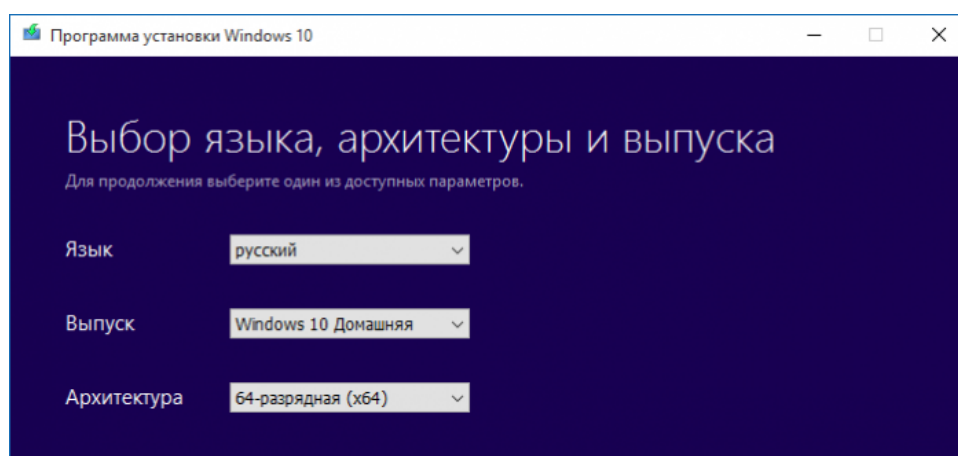 Программа установки Windows 10
Выбор языка, архитектуры и выпуска
Для продолжения выберите один из доступных параметров.
Язык русский
Выпуск Windows 10 Домашняя
Архитектура 64-разрядная (x64)